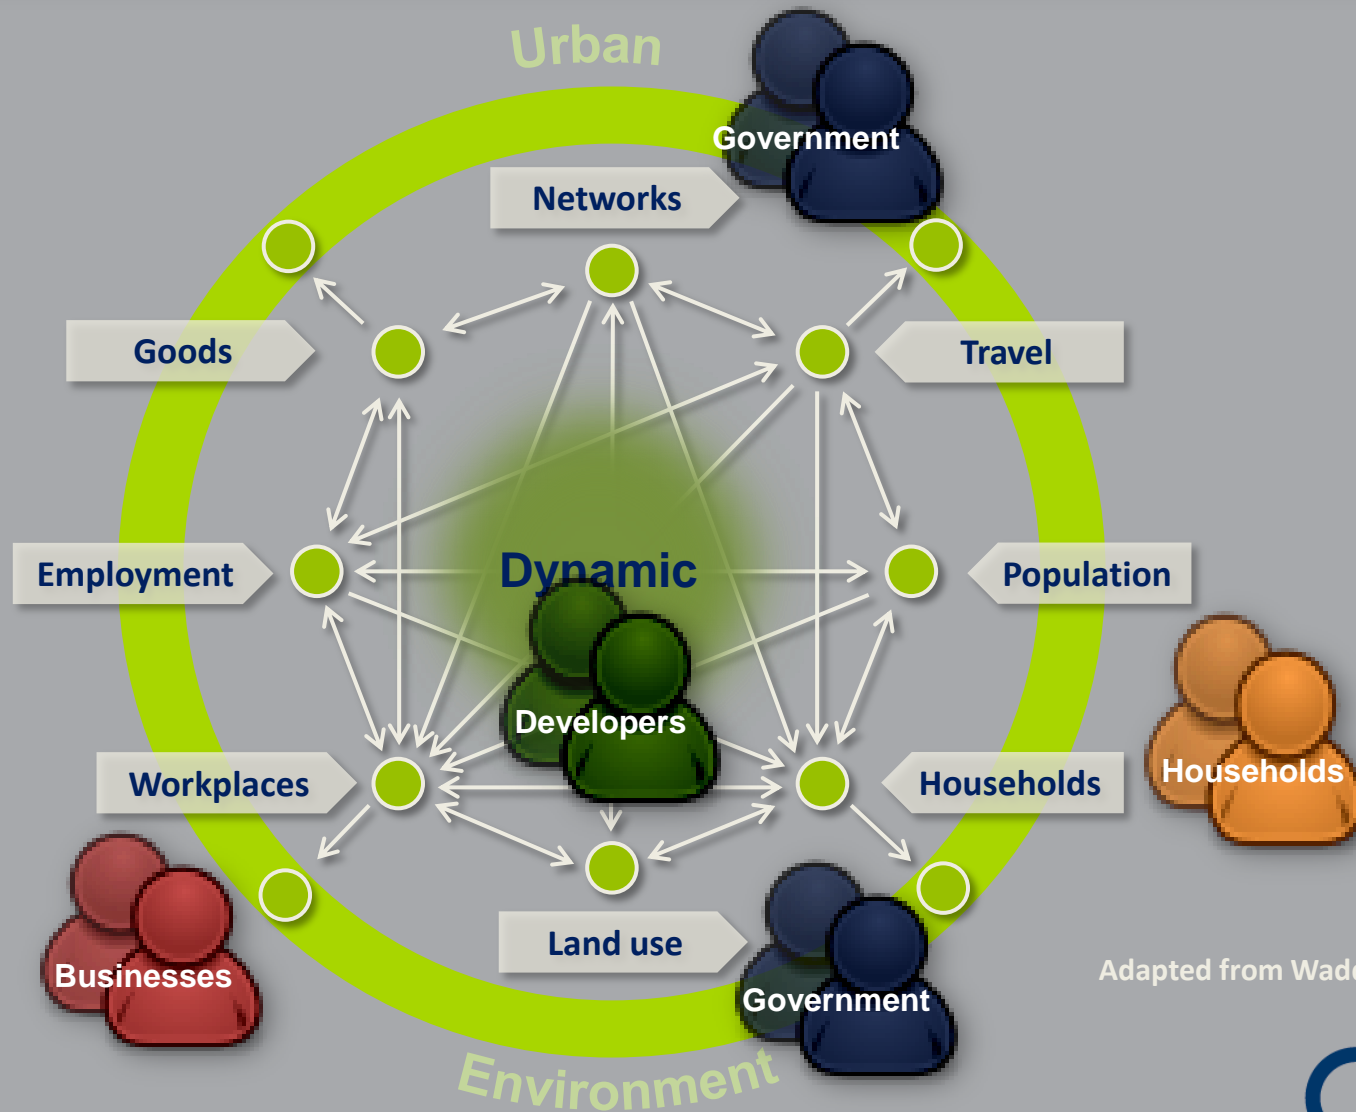 Urban
Government
Networks
Goods
Travel
Employment
Dynamic
Population
Developers
Workplaces
Households
Households
Land use
Businesses
Government
Adapted from
Environment